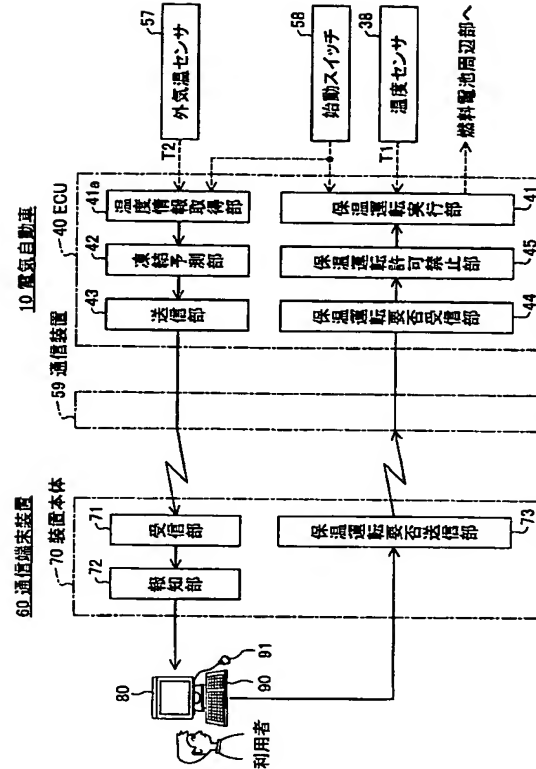 10 電気自動車
40 ECU
57
外気温センサ
T2
41a
温度情報取得部
42
凍結予測部
43
送信部
58
始動スイッチ
38
温度センサ
T1
燃料電池周辺部へ
保温運転実行部
41
保温運転許可禁止部
45
保温運転要否受信部
44
59 通信装置
60 通信端末装置
70 装置本体
71
受信部
72
報知部
保温運転要否送信部
73
80
91
90
利用者